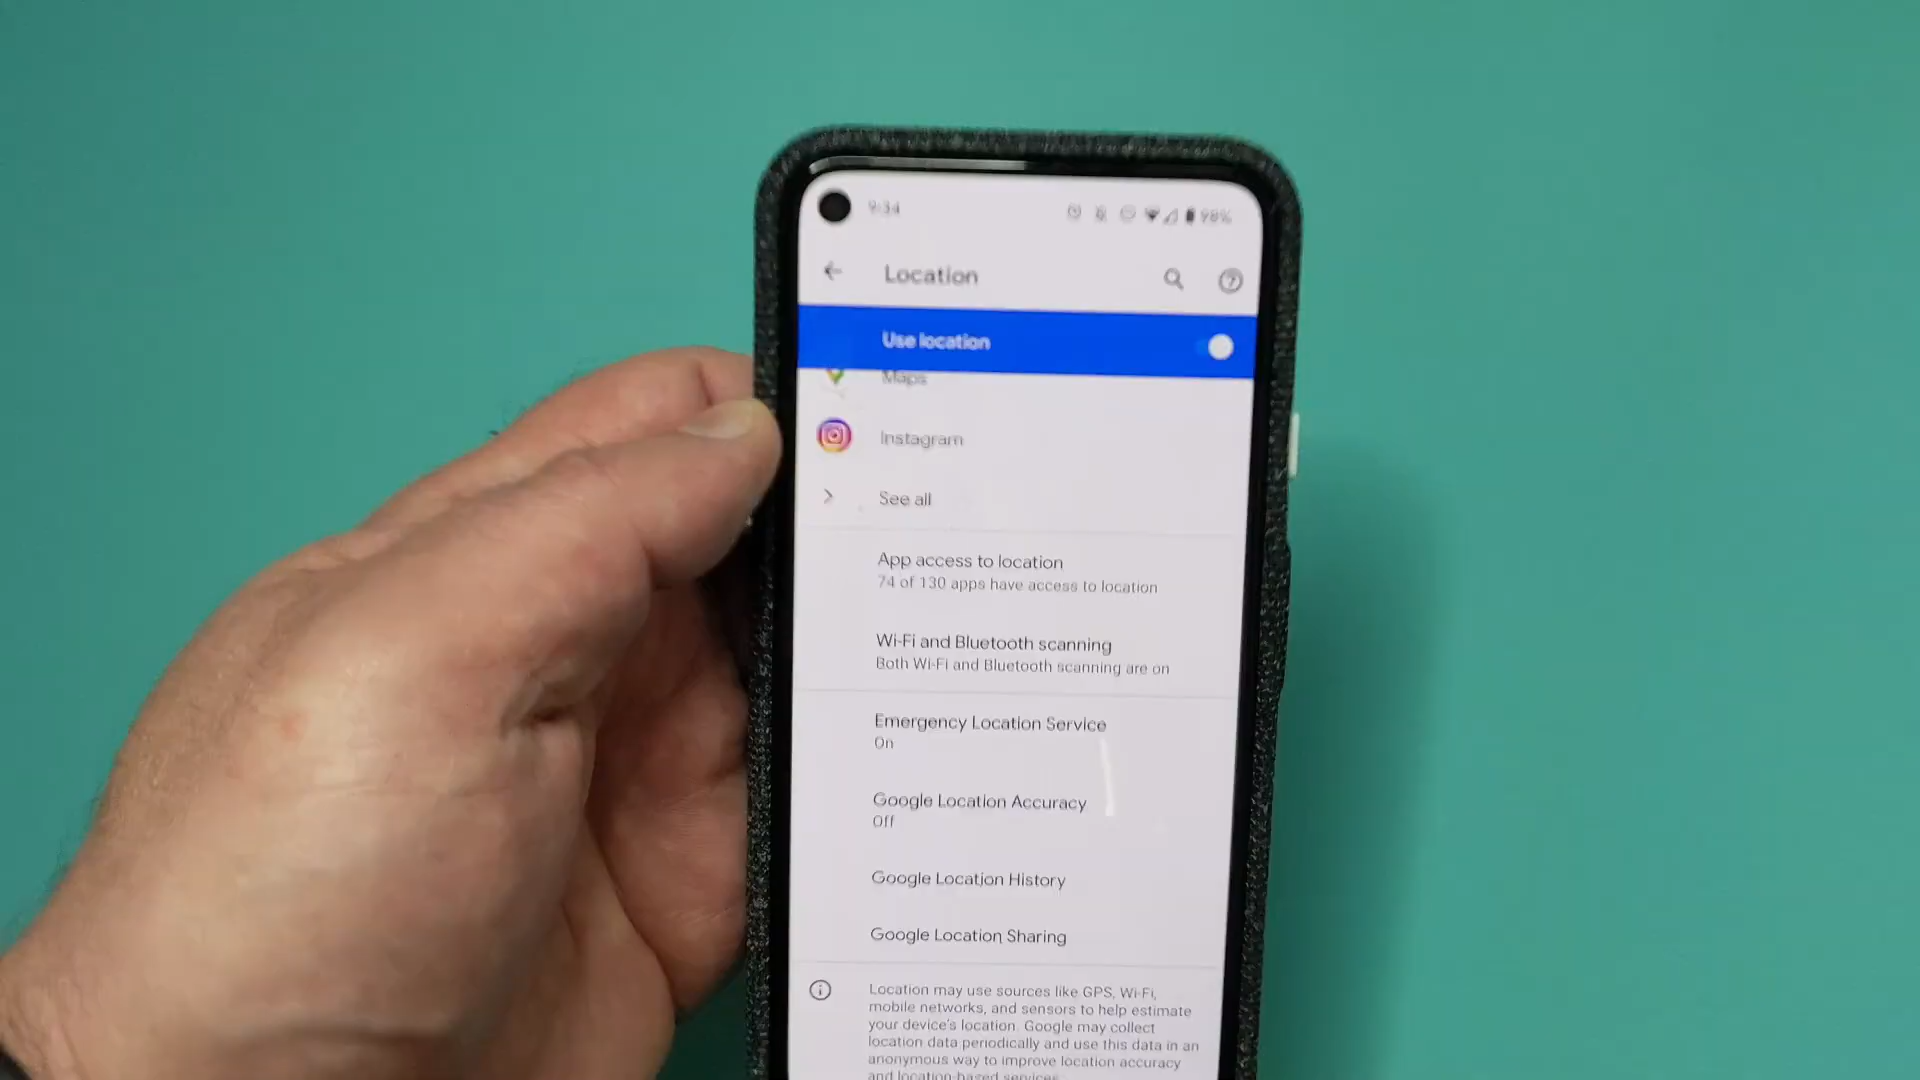 9:34
98%
Location
Use location
Maps
Instagram
See all
App access to location
74 of 130 apps have access to location
Wi-Fi and Bluetooth scanning
Both Wi-Fi and Bluetooth scanning are on
Emergency Location Service
On
Google Location Accuracy
Off
Google Location History
Google Location Sharing
Location may use sources like GPS, Wi-Fi,
mobile networks, and sensors to help estimate
your device's location. Google may collect
location data periodically and use this data in an
anonymous way to improve location accuracy
and location-based services.